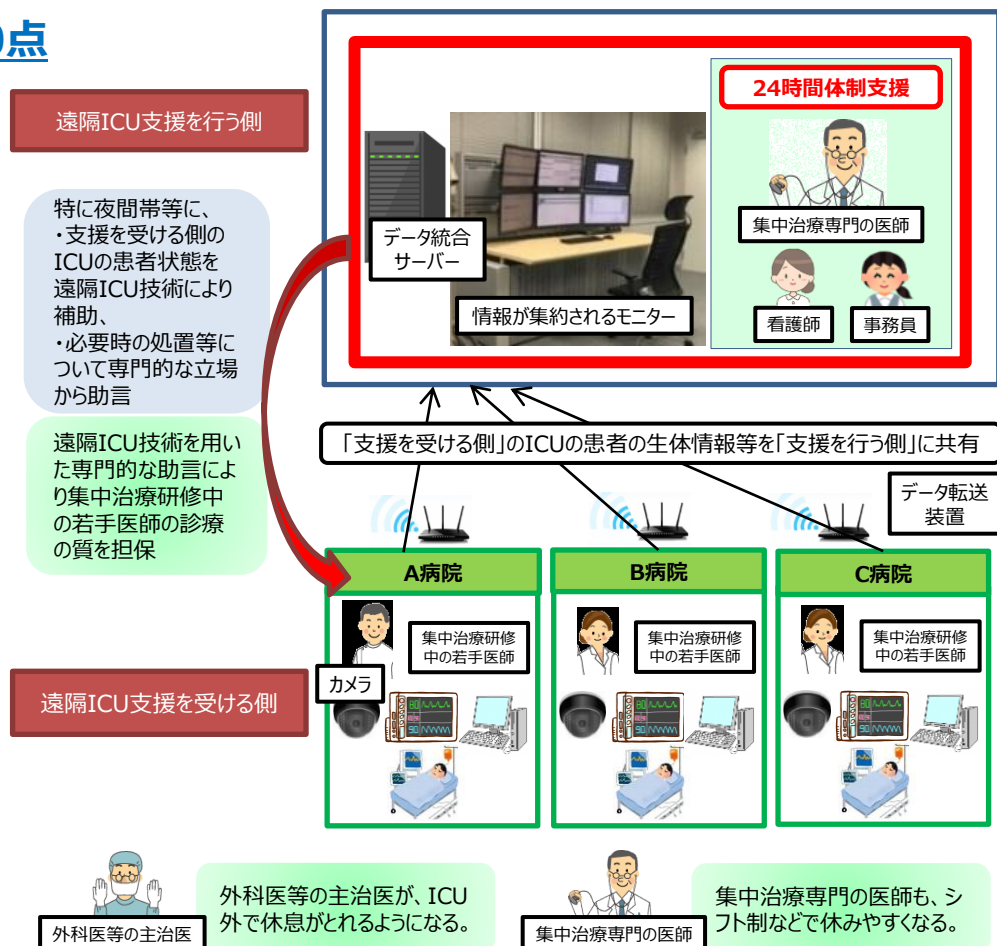 点
遠隔ICU支援を行う側
24時間体制支援
集中治療専門の医師
データ統合
サーバー
情報が集約されるモニター
看護師
事務員
特に夜間帯等に、
・支援を受ける側の
ICUの患者状態を
遠隔ICU技術により
補助、
・必要時の処置等に
ついて専門的な立場
から助言
遠隔ICU技術を用い
た専門的な助言によ
り集中治療研修中
の若手医師の診療
の質を担保
「支援を受ける側」のICUの患者の生体情報等を「支援を行う側」に共有
データ転送
装置
A病院
B病院
C病院
集中治療研修
中の若手医師
集中治療研修
中の若手医師
集中治療研修
中の若手医師
カメラ
遠隔ICU支援を受ける側
外科医等の主治医
外科医等の主治医が、ICU
外で休息がとれるようになる。
集中治療専門の医師
集中治療専門の医師も、シ
フト制などで休みやすくなる。